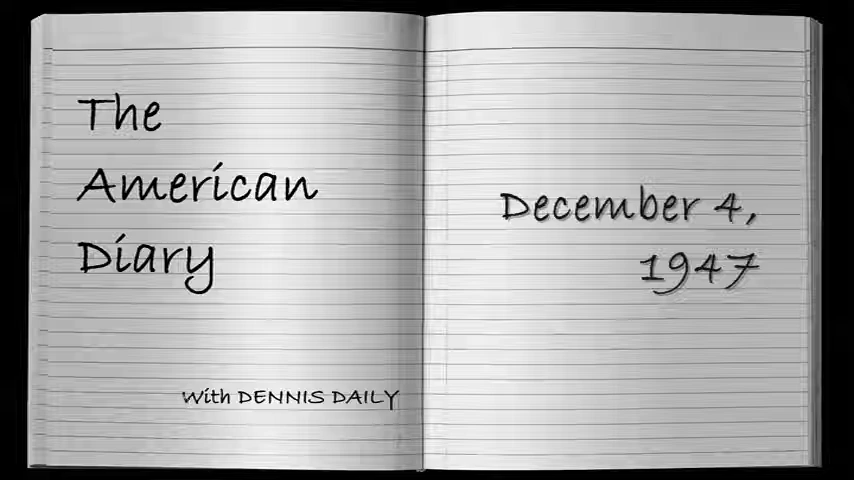 The
American
Diary
With DENNIS DAILY
December 4,
1947